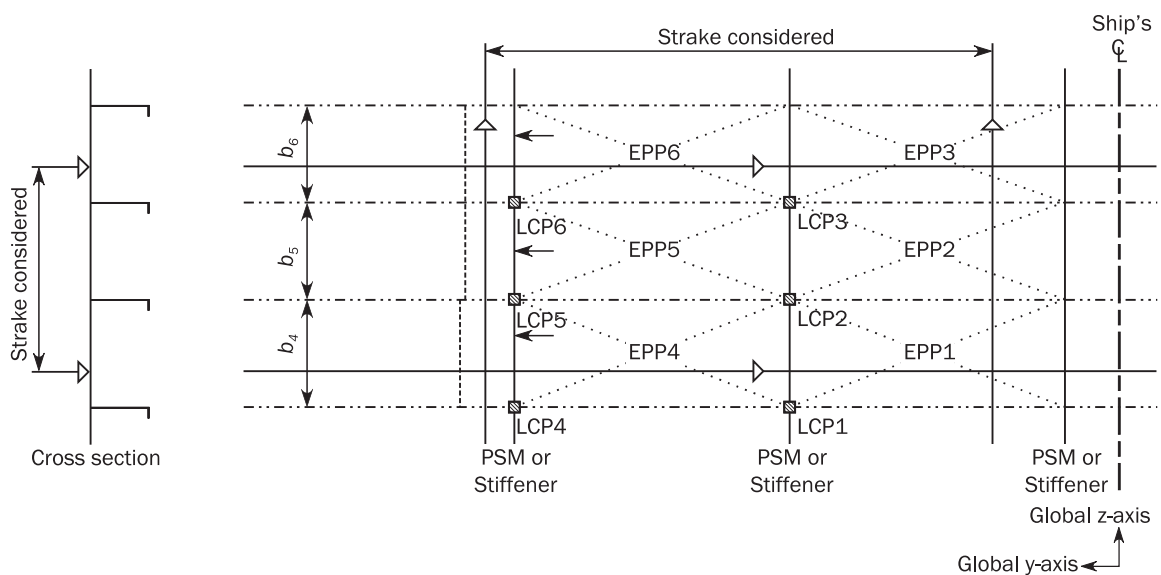 Ship's
℄
Strake considered
b6
EPP6
EPP3
LCP6
LCP3
Strake considered
b5
EPP5
EPP2
LCP5
LCP2
b4
EPP4
EPP1
LCP4
LCP1
Cross section
PSM or
Stiffener
PSM or
Stiffener
PSM or
Stiffener
Global z-axis
Global y-axis